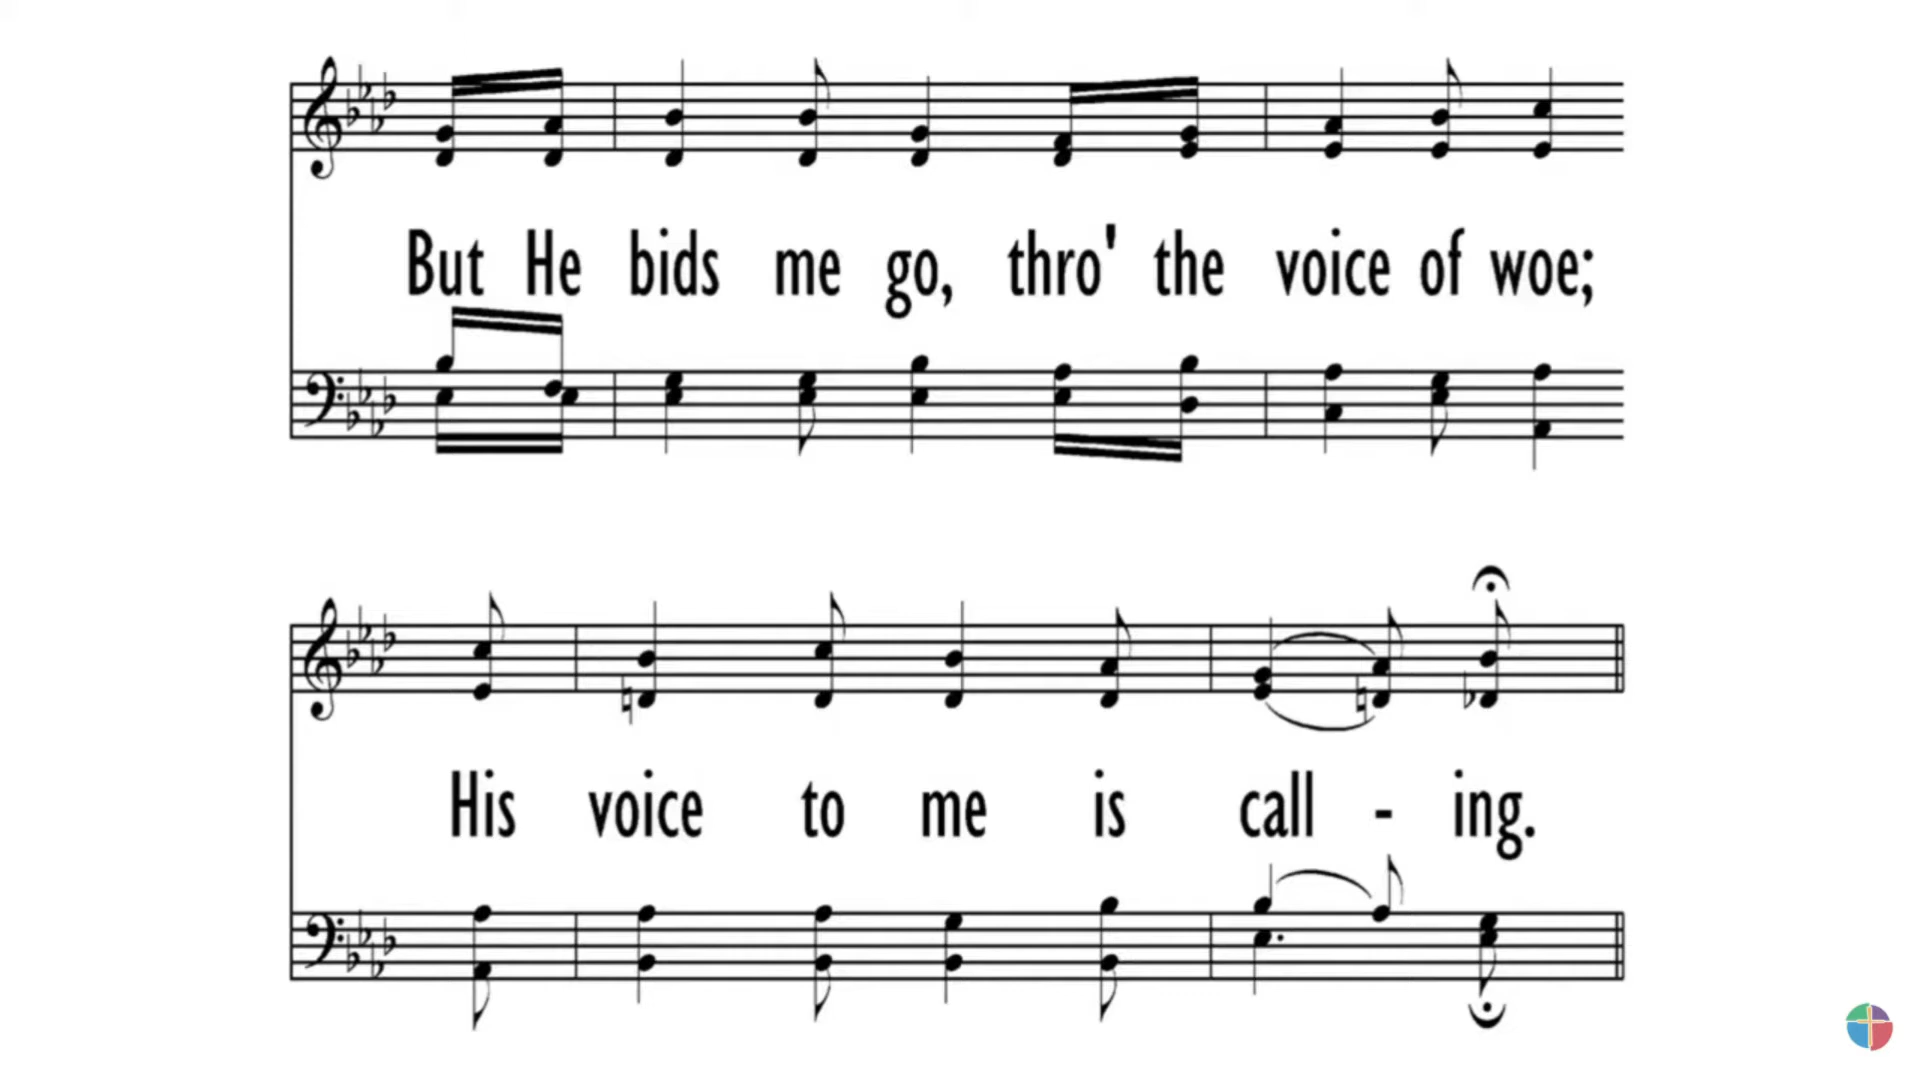 But He bids me go, thro' the voice of woe;
His voice to me is call - ing.